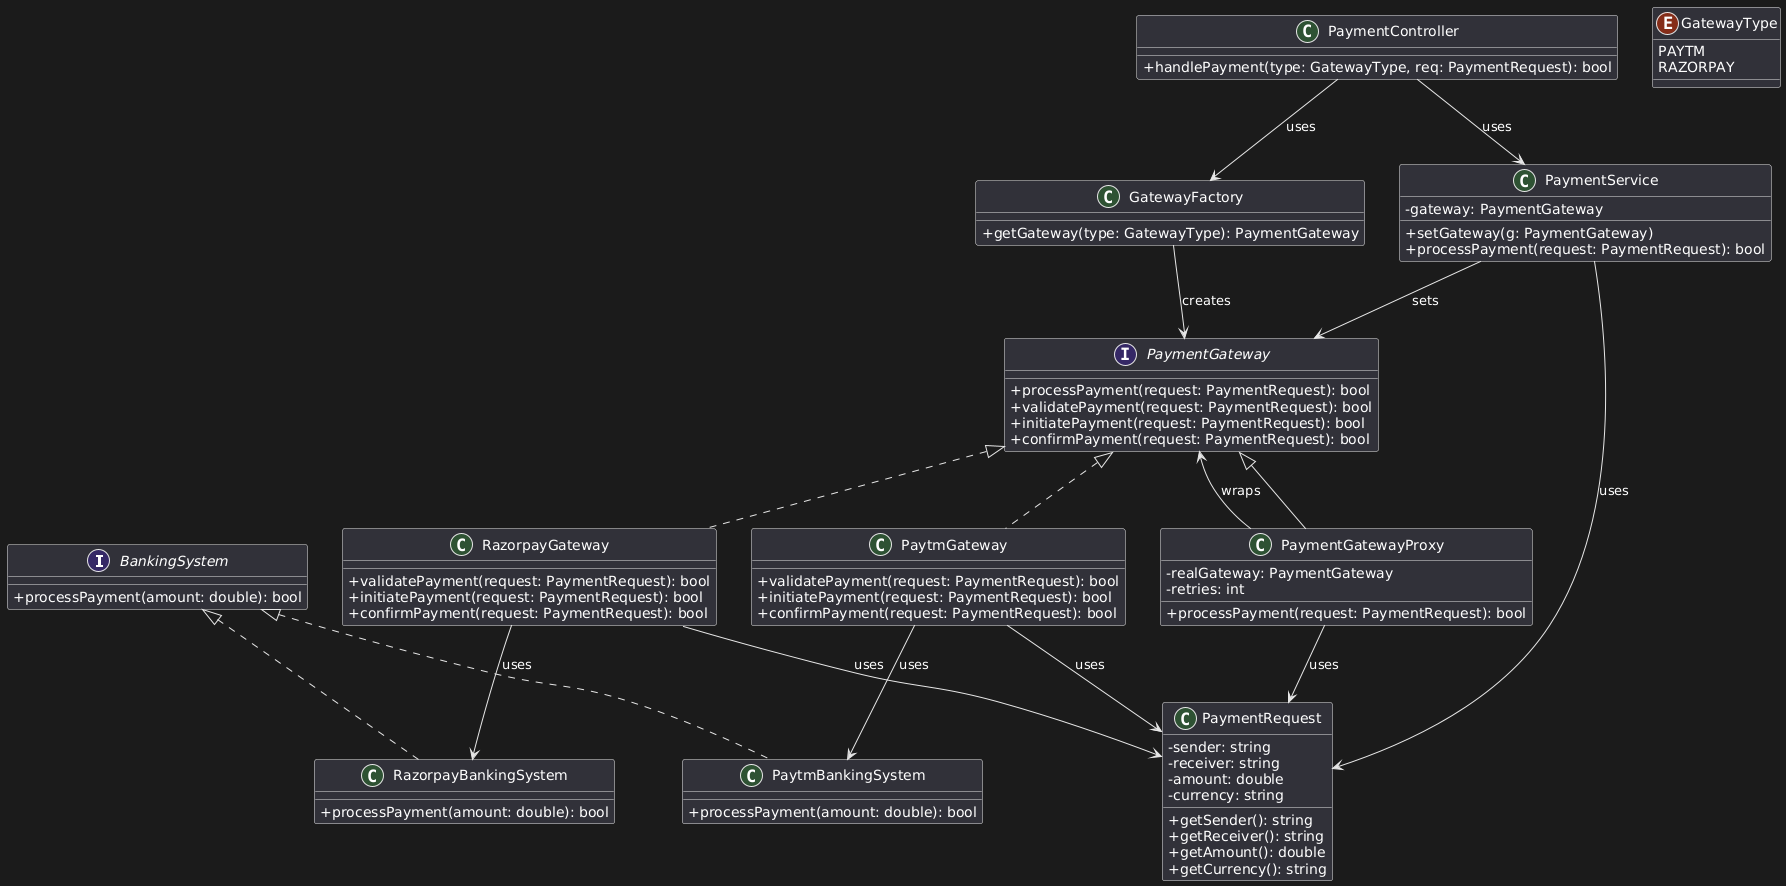 C PaymentController
+handlePayment(type: GatewayType, req: PaymentRequest): bool
E GatewayType
PAYTM
RAZORPAY
uses
uses
C GatewayFactory
+getGateway(type: GatewayType): PaymentGateway
C PaymentService
-gateway: PaymentGateway
+setGateway(g: PaymentGateway)
+processPayment(request: PaymentRequest): bool
creates
sets
I PaymentGateway
+processPayment(request: PaymentRequest): bool
+validatePayment(request: PaymentRequest): bool
+initiatePayment(request: PaymentRequest): bool
+confirmPayment(request: PaymentRequest): bool
wraps
uses
I BankingSystem
+processPayment(amount: double): bool
C RazorpayGateway
+validatePayment(request: PaymentRequest): bool
+initiatePayment(request: PaymentRequest): bool
+confirmPayment(request: PaymentRequest): bool
C PaytmGateway
+validatePayment(request: PaymentRequest): bool
+initiatePayment(request: PaymentRequest): bool
+confirmPayment(request: PaymentRequest): bool
C PaymentGatewayProxy
-realGateway: PaymentGateway
-retries: int
+processPayment(request: PaymentRequest): bool
uses
uses
uses
uses
uses
C RazorpayBankingSystem
+processPayment(amount: double): bool
C PaytmBankingSystem
+processPayment(amount: double): bool
C PaymentRequest
-sender: string
-receiver: string
-amount: double
-currency: string
+getSender(): string
+getReceiver(): string
+getAmount(): double
+getCurrency(): string